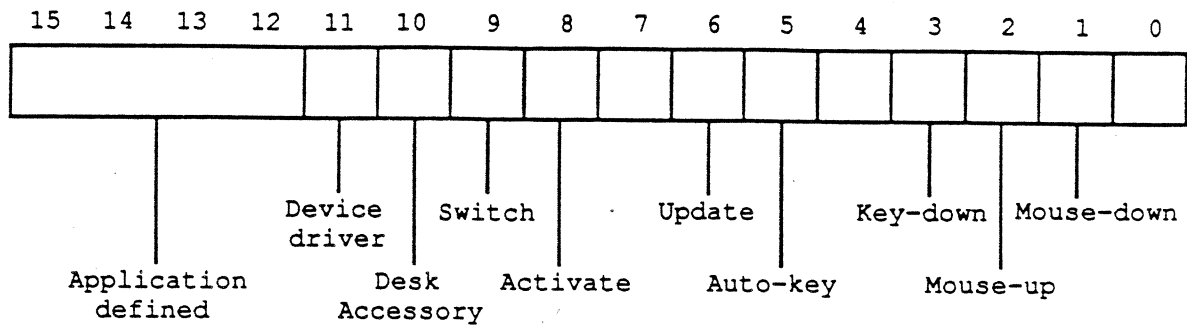 15 14 13 12 11 10 9 8 7 6 5 4 3 2 1 0
Device
driver
Switch
Update
Key-down
Mouse-down
Application
defined
Desk
Accessory
Activate
Auto-key
Mouse-up